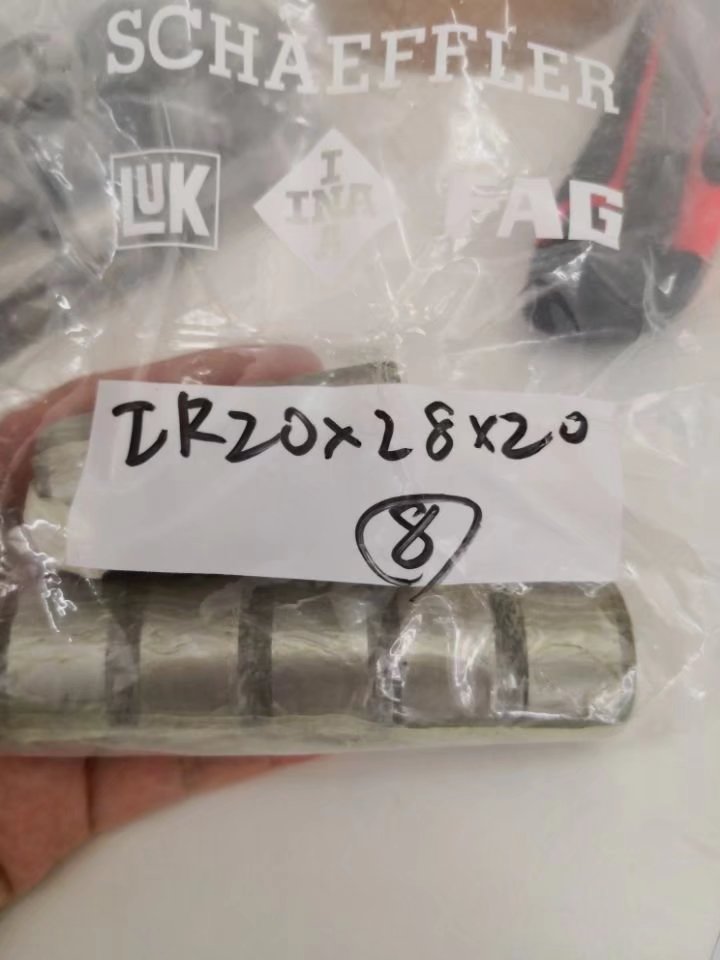 SCHAEFFLER
LUK INA FAG
IR20x28x20
8